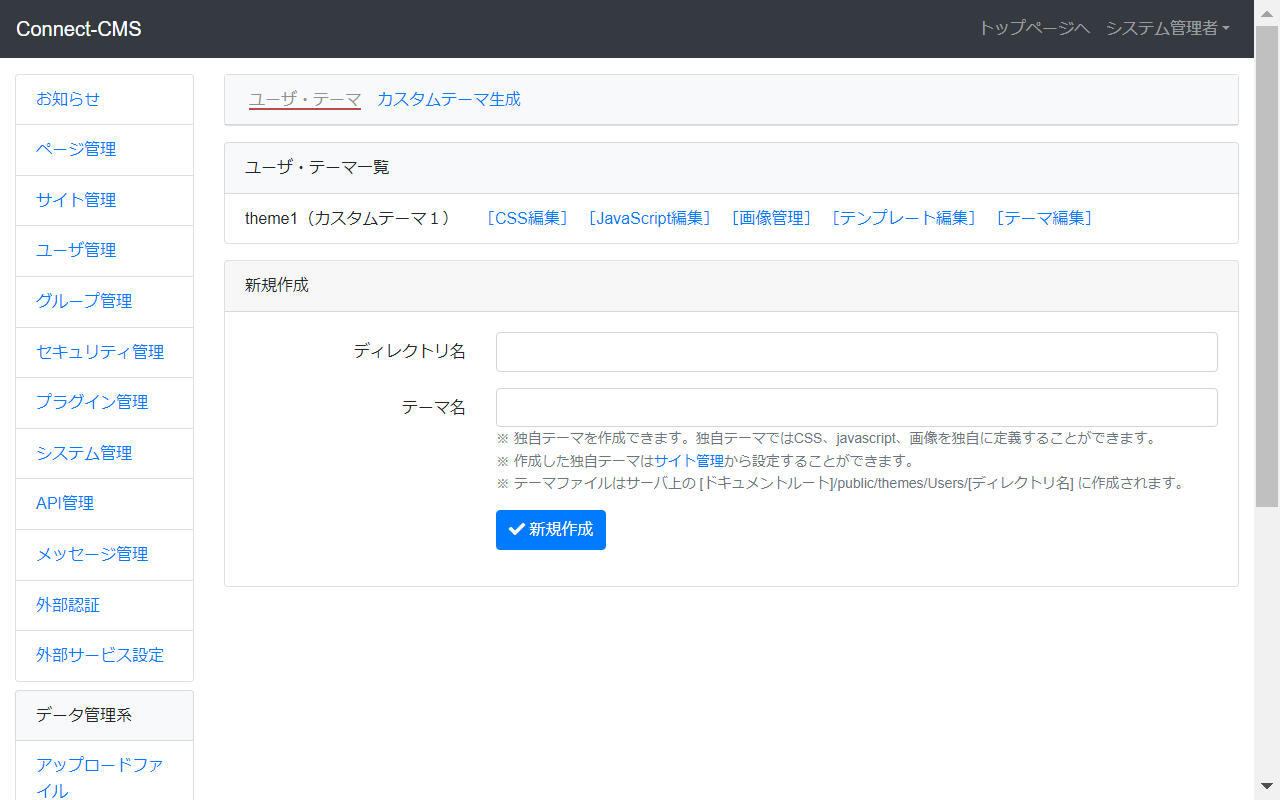 Connect-CMS
トップページへ システム管理者
お知らせ
ページ管理
サイト管理
ユーザ管理
グループ管理
セキュリティ管理
プラグイン管理
システム管理
API管理
メッセージ管理
外部認証
外部サービス設定
データ管理系
アップロードファ
イル
ユーザ・テーマ カスタムテーマ生成
ユーザ・テーマ一覧
theme1（カスタムテーマ１） ［CSS編集］ ［JavaScript編集］ ［画像管理］ ［テンプレート編集］ ［テーマ編集］
新規作成
ディレクトリ名
テーマ名
※ 独自テーマを作成できます。独自テーマではCSS、javascript、画像を独自に定義することができます。
※ 作成した独自テーマはサイト管理から設定することができます。
※ テーマファイルはサーバ上の [ドキュメントルート]/public/themes/Users/[ディレクトリ名] に作成されます。
新規作成